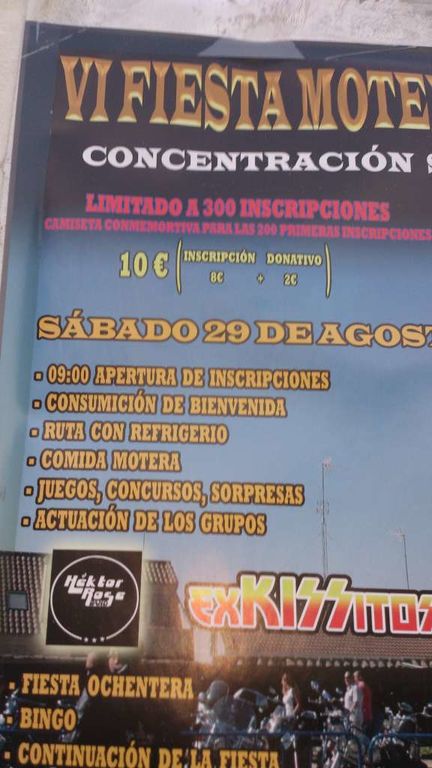 VI FIESTA MOTE
CONCENTRACIÓN
LIMITADO A 300 INSCRIPCIONES
CAMISETA CONMEMORTIVA PARA LAS 200 PRIMERAS INSCRIPCIONES
10 € (INSCRIPCIÓN DONATIVO)
8€ + 2€
SÁBADO 29 DE AGOST
- 09:00 APERTURA DE INSCRIPCIONES
- CONSUMICIÓN DE BIENVENIDA
- RUTA CON REFRIGERIO
- COMIDA MOTERA
- JUEGOS, CONCURSOS, SORPRESAS
- ACTUACIÓN DE LOS GRUPOS
Héktor
Rose
exKISSitos
- FIESTA OCHENTERA
- BINGO
- CONTINUACIÓN DE LA FIESTA